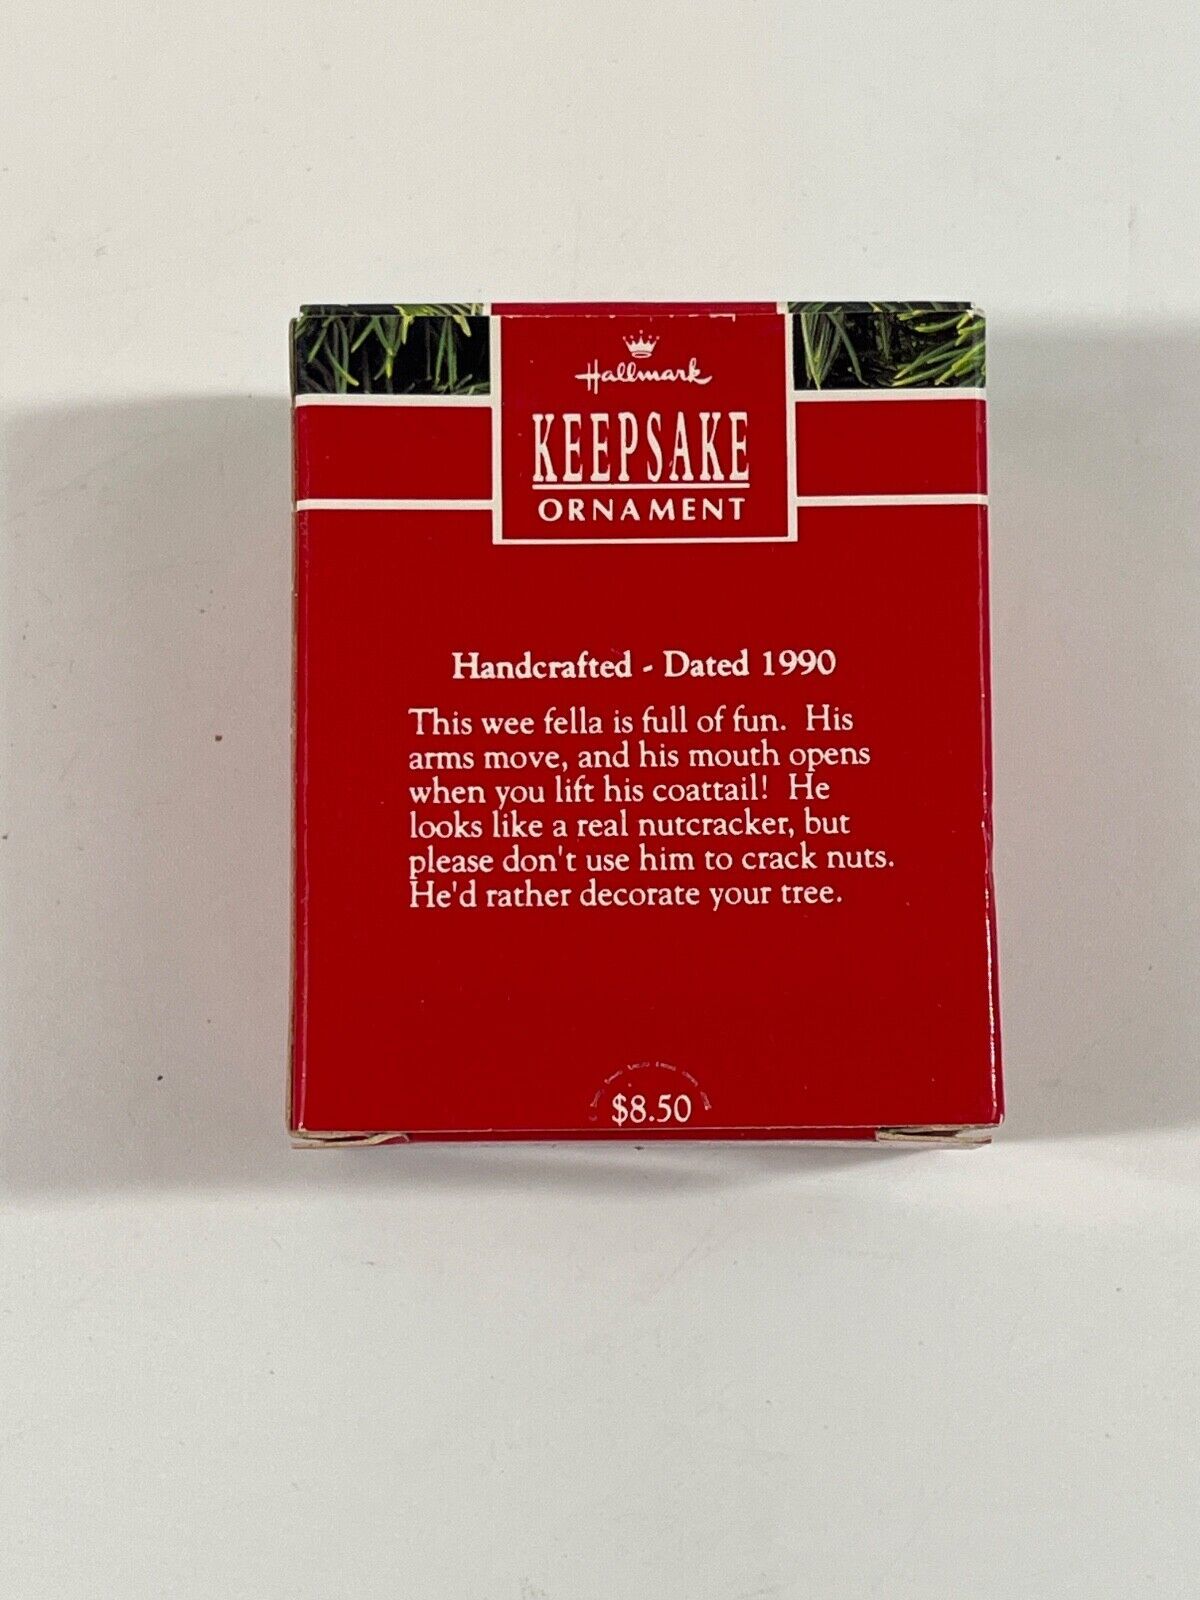 Hallmark
KEEPSAKE
ORNAMENT
Handcrafted - Dated 1990
This wee fella is full of fun. His
arms move, and his mouth opens
when you lift his coattail! He
looks like a real nutcracker, but
please don't use him to crack nuts.
He'd rather decorate your tree.
$8.50